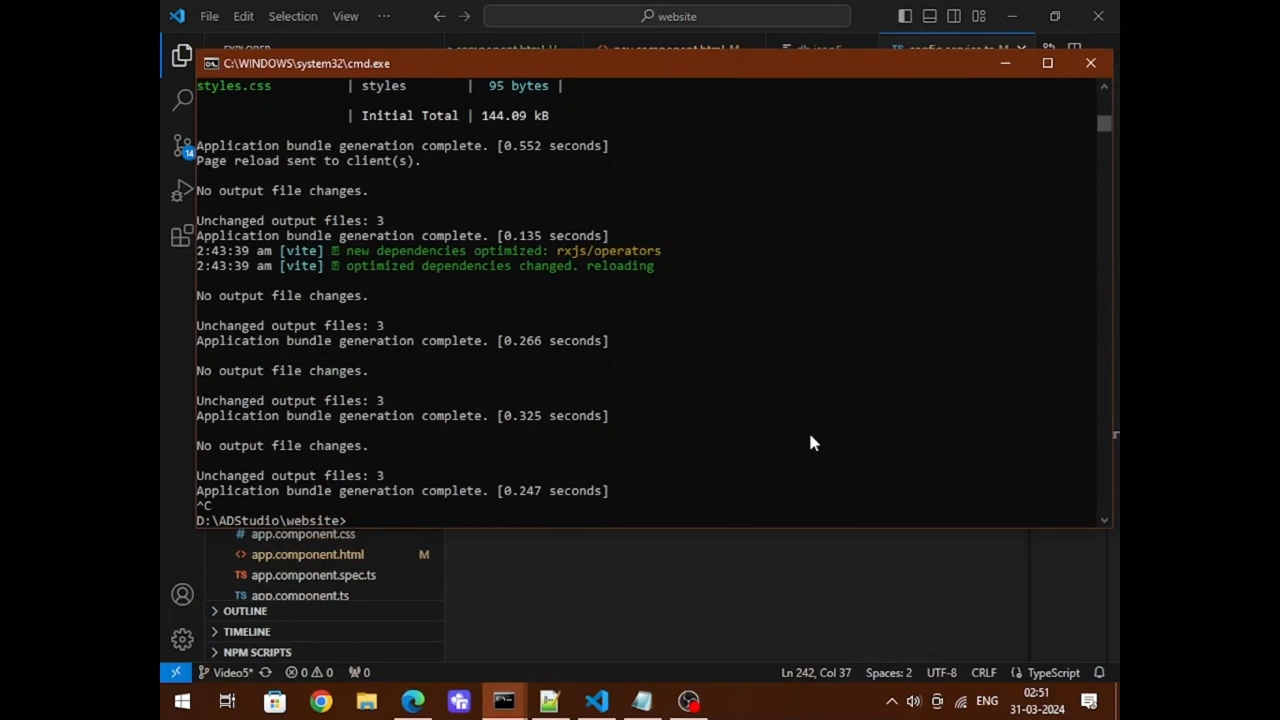 File Edit Selection View ··· website
C:\WINDOWS\system32\cmd.exe
styles.css | styles | 95 bytes |
| Initial Total | 144.09 kB
Application bundle generation complete. [0.552 seconds]
Page reload sent to client(s).
No output file changes.
Unchanged output files: 3
Application bundle generation complete. [0.135 seconds]
2:43:39 am [vite] new dependencies optimized: rxjs/operators
2:43:39 am [vite] optimized dependencies changed. reloading
No output file changes.
Unchanged output files: 3
Application bundle generation complete. [0.266 seconds]
No output file changes.
Unchanged output files: 3
Application bundle generation complete. [0.325 seconds]
No output file changes.
Unchanged output files: 3
Application bundle generation complete. [0.247 seconds]
^C
D:\ADStudio\website>
14
# app.component.css
<> app.component.html M
TS app.component.spec.ts
TS app.component.ts
OUTLINE
TIMELINE
NPM SCRIPTS
Video5* 0 0 0 Ln 242, Col 37 Spaces: 2 UTF-8 CRLF {} TypeScript
ENG
02:51
31-03-2024